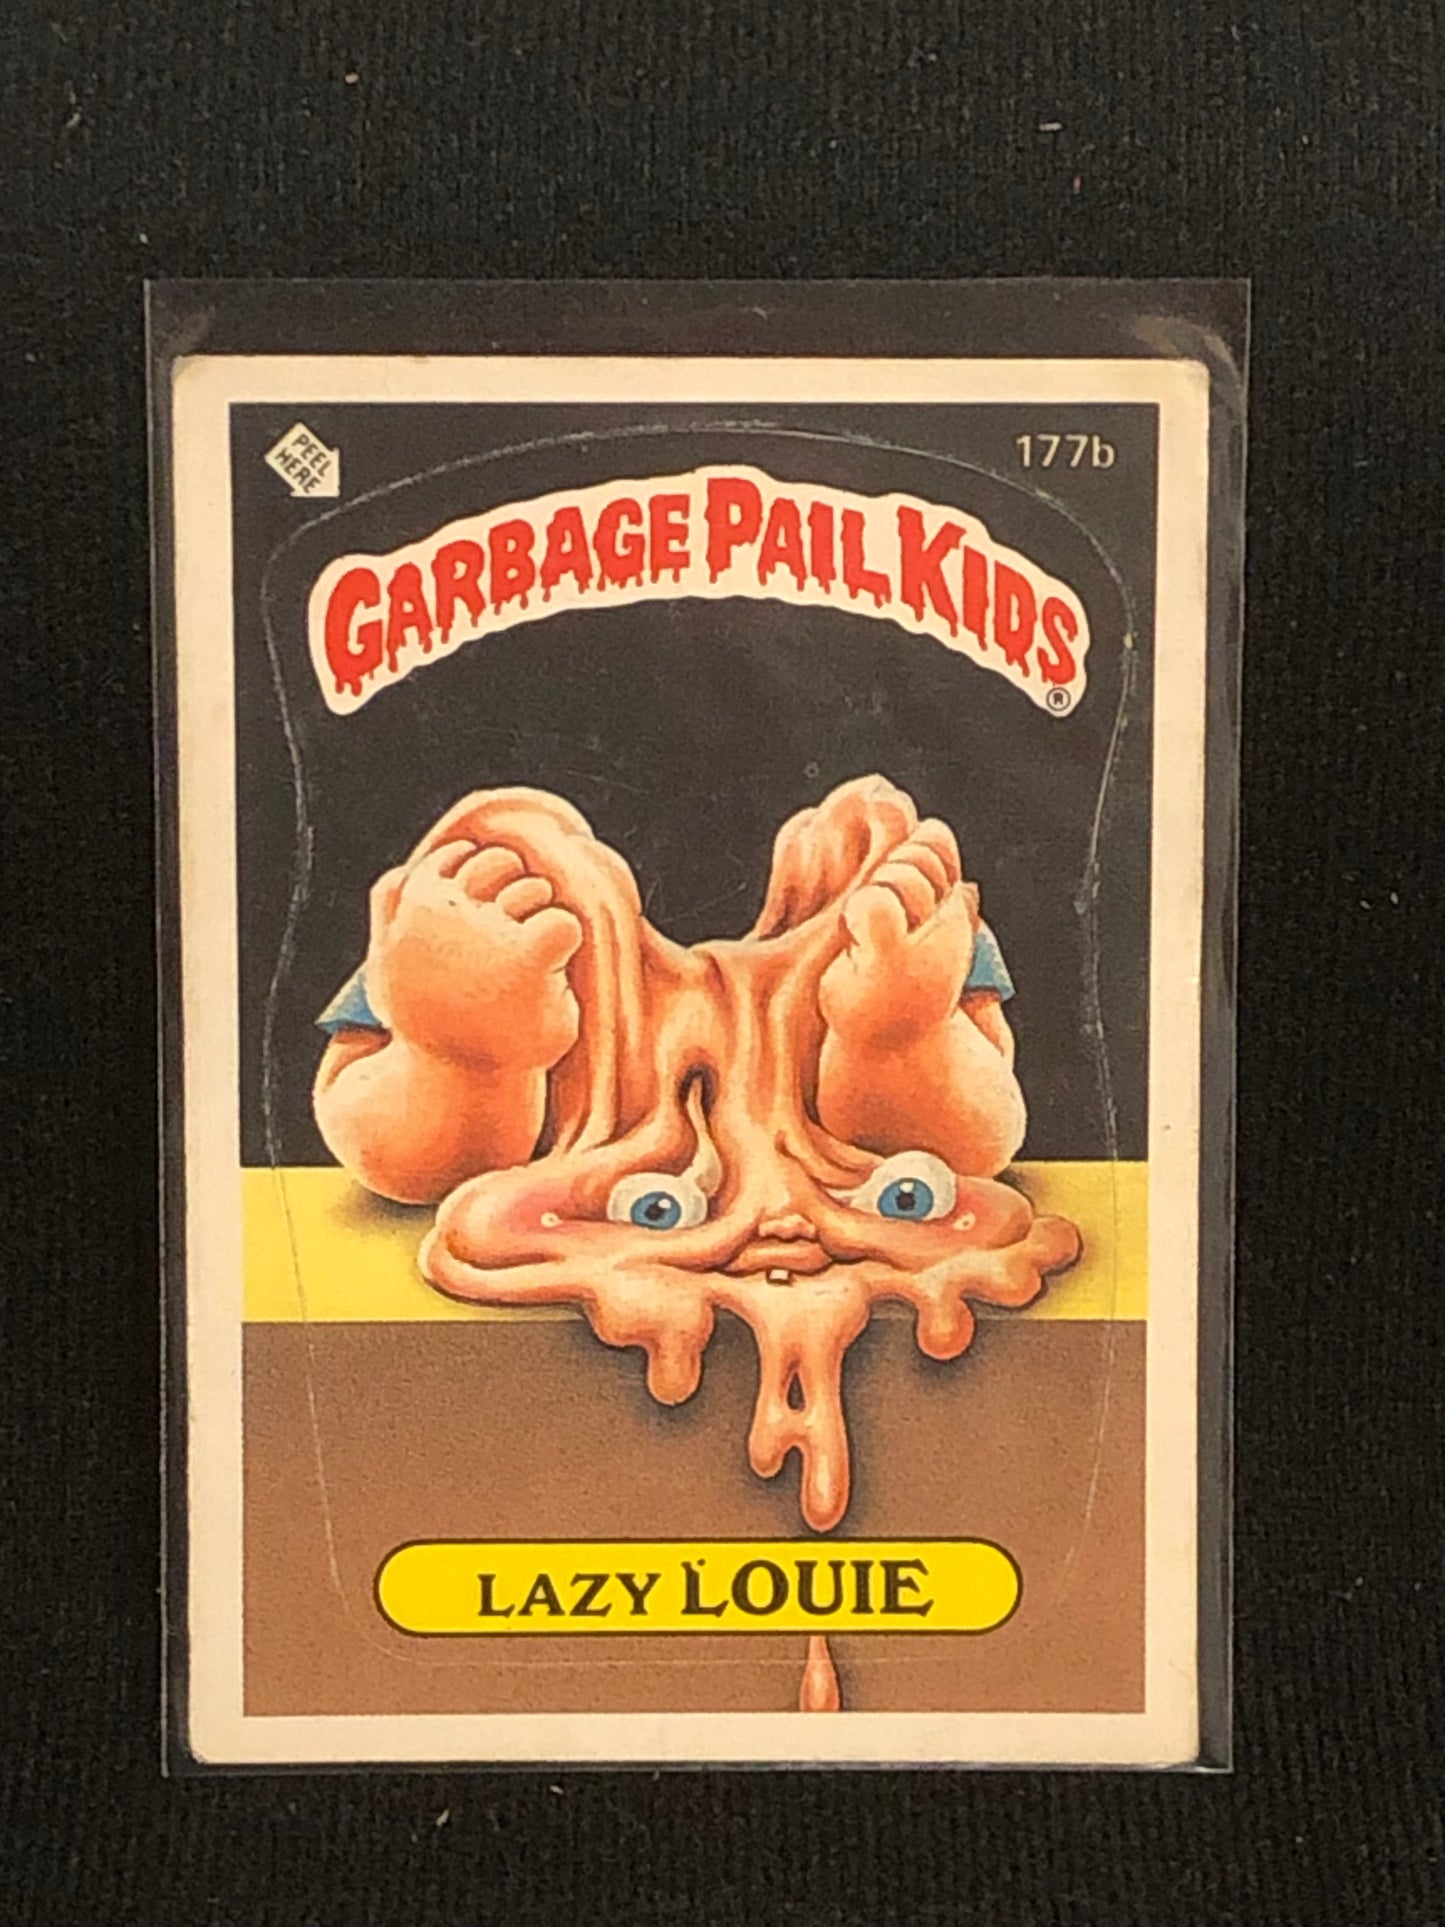 PEEL
HERE
177b
GARBAGE PAIL KIDS
®
LAZY LOUIE